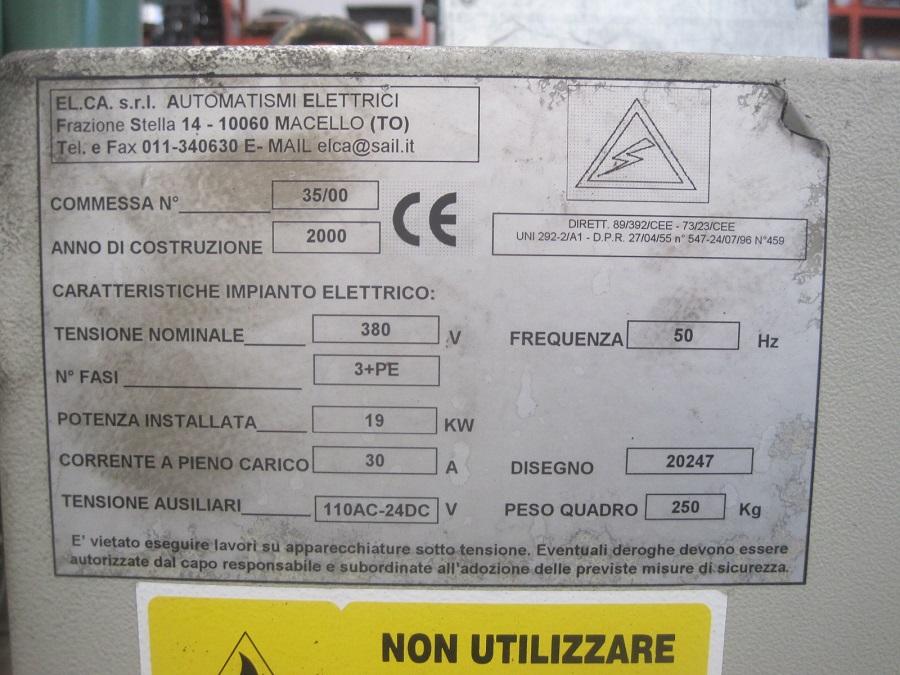 EL.CA. s.r.l. AUTOMATISMI ELETTRICI
Frazione Stella 14 - 10060 MACELLO (TO)
Tel. e Fax 011-340630 E- MAIL elca@sail.it
COMMESSA N° 35/00
CE
ANNO DI COSTRUZIONE 2000
DIRETT. 89/392/CEE - 73/23/CEE
UNI 292-2/A1 - D.P.R. 27/04/55 n° 547-24/07/96 N°459
CARATTERISTICHE IMPIANTO ELETTRICO:
TENSIONE NOMINALE 380 V FREQUENZA 50 Hz
N° FASI 3+PE
POTENZA INSTALLATA 19 KW
CORRENTE A PIENO CARICO 30 A DISEGNO 20247
TENSIONE AUSILIARI 110AC-24DC V PESO QUADRO 250 Kg
E' vietato eseguire lavori su apparecchiature sotto tensione. Eventuali deroghe devono essere
autorizzate dal capo responsabile e subordinate all'adozione delle previste misure di sicurezza.
NON UTILIZZARE